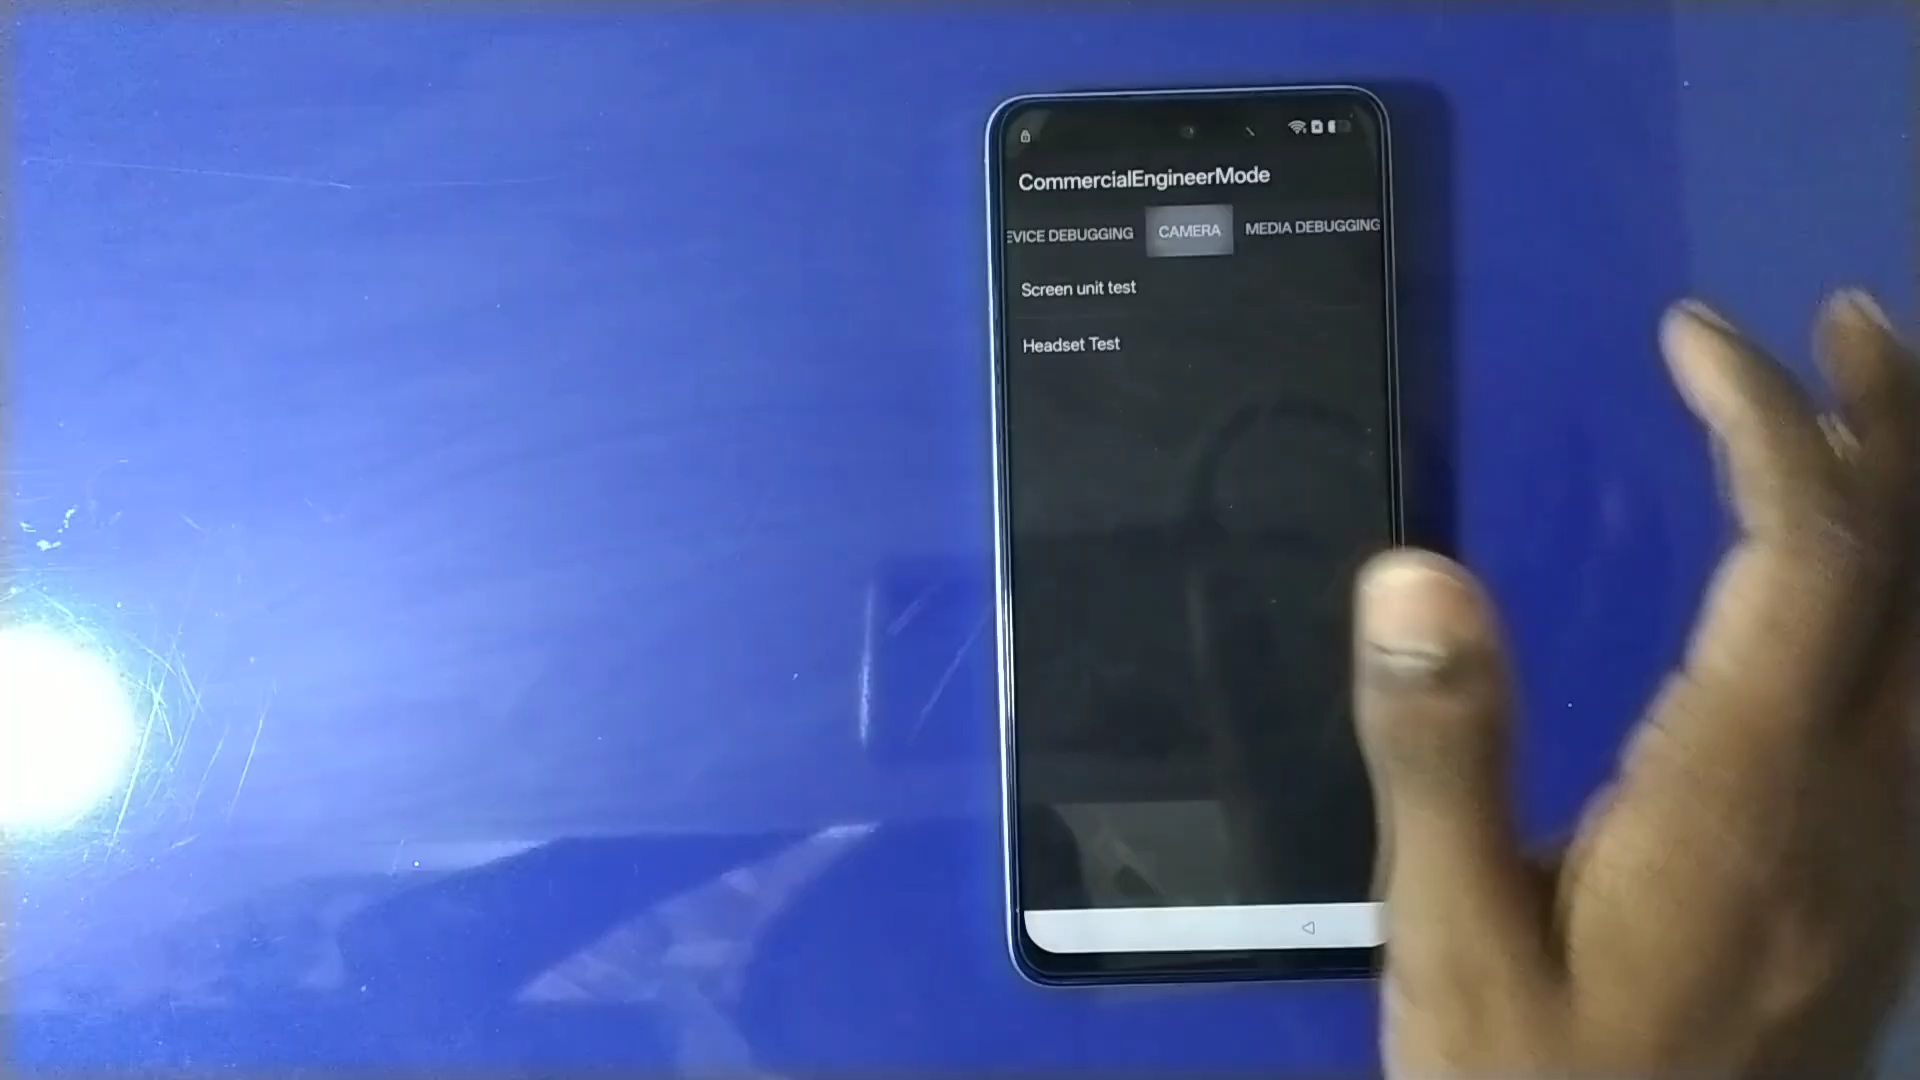 CommercialEngineerMode
EVICE DEBUGGING CAMERA MEDIA DEBUGGING
Screen unit test
Headset Test